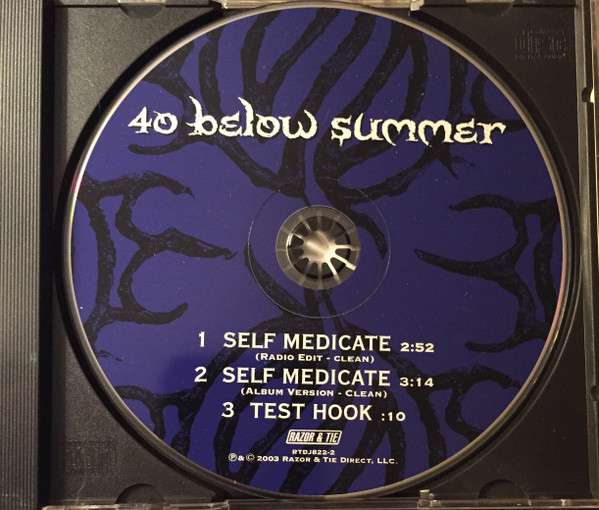 40 below summer
1 SELF MEDICATE 2:52
(RADIO EDIT - CLEAN)
2 SELF MEDICATE 3:14
(ALBUM VERSION - CLEAN)
3 TEST HOOK :10
RAZOR & TIE
RTDJ822-2
℗ & © 2003 RAZOR & TIE DIRECT, LLC.